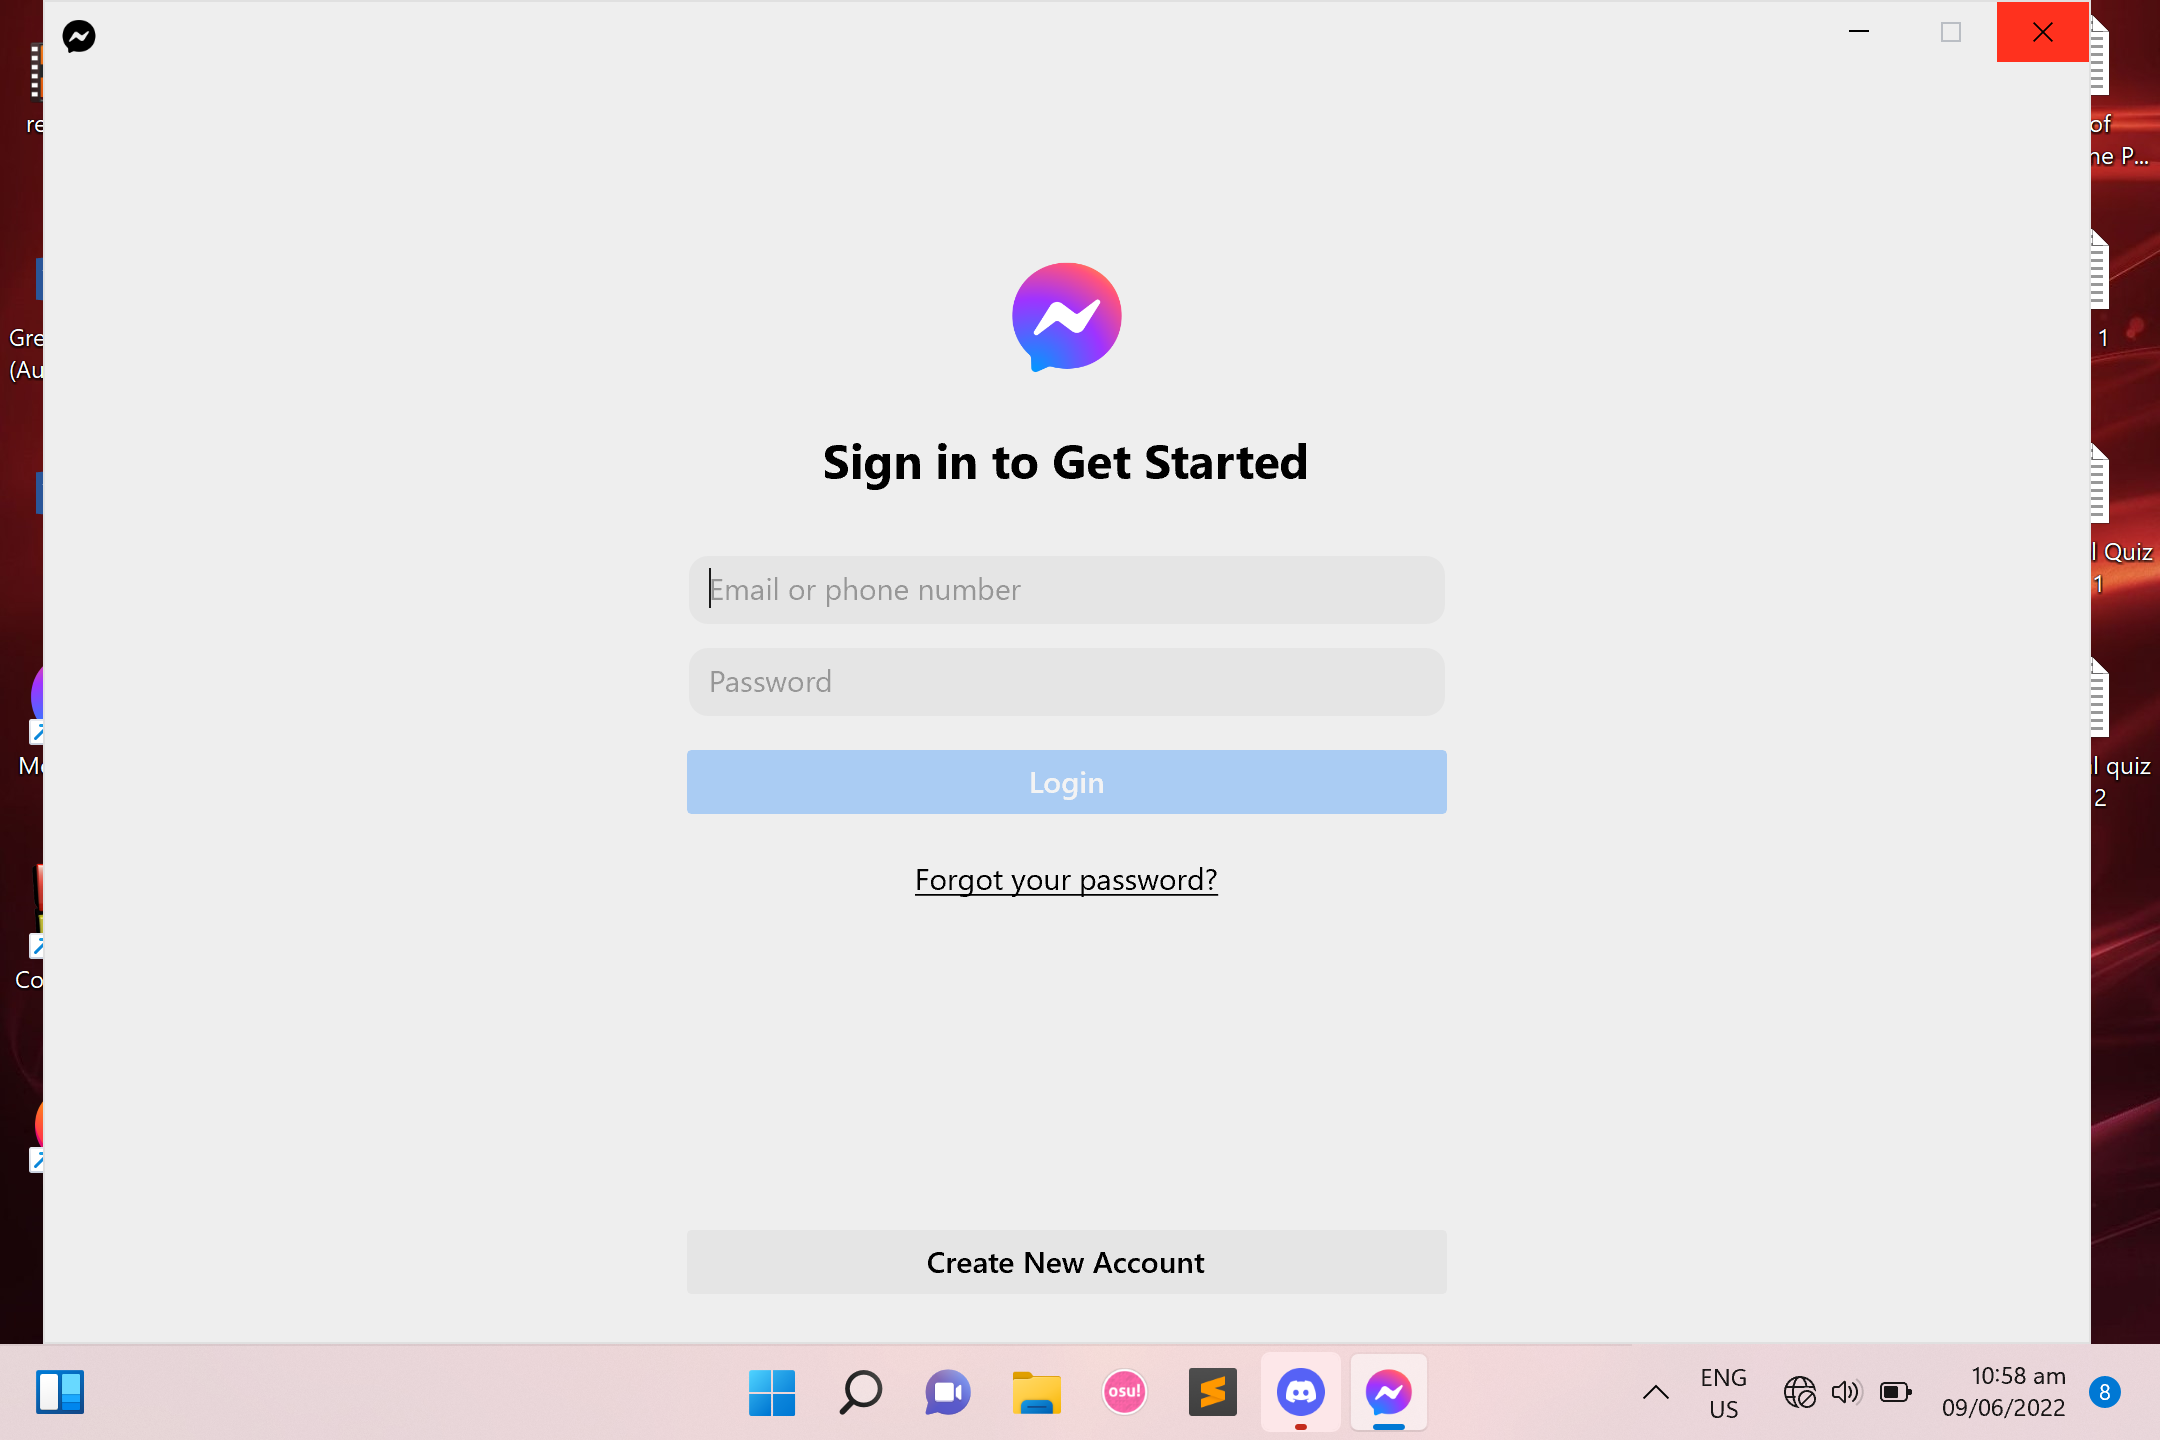 re
of
ne P...
Gre
(Au
1
Sign in to Get Started
Email or phone number
l Quiz
1
Password
Me
Login
l quiz
2
Forgot your password?
Co
Create New Account
osu!
ENG
US
10:58 am
09/06/2022
8